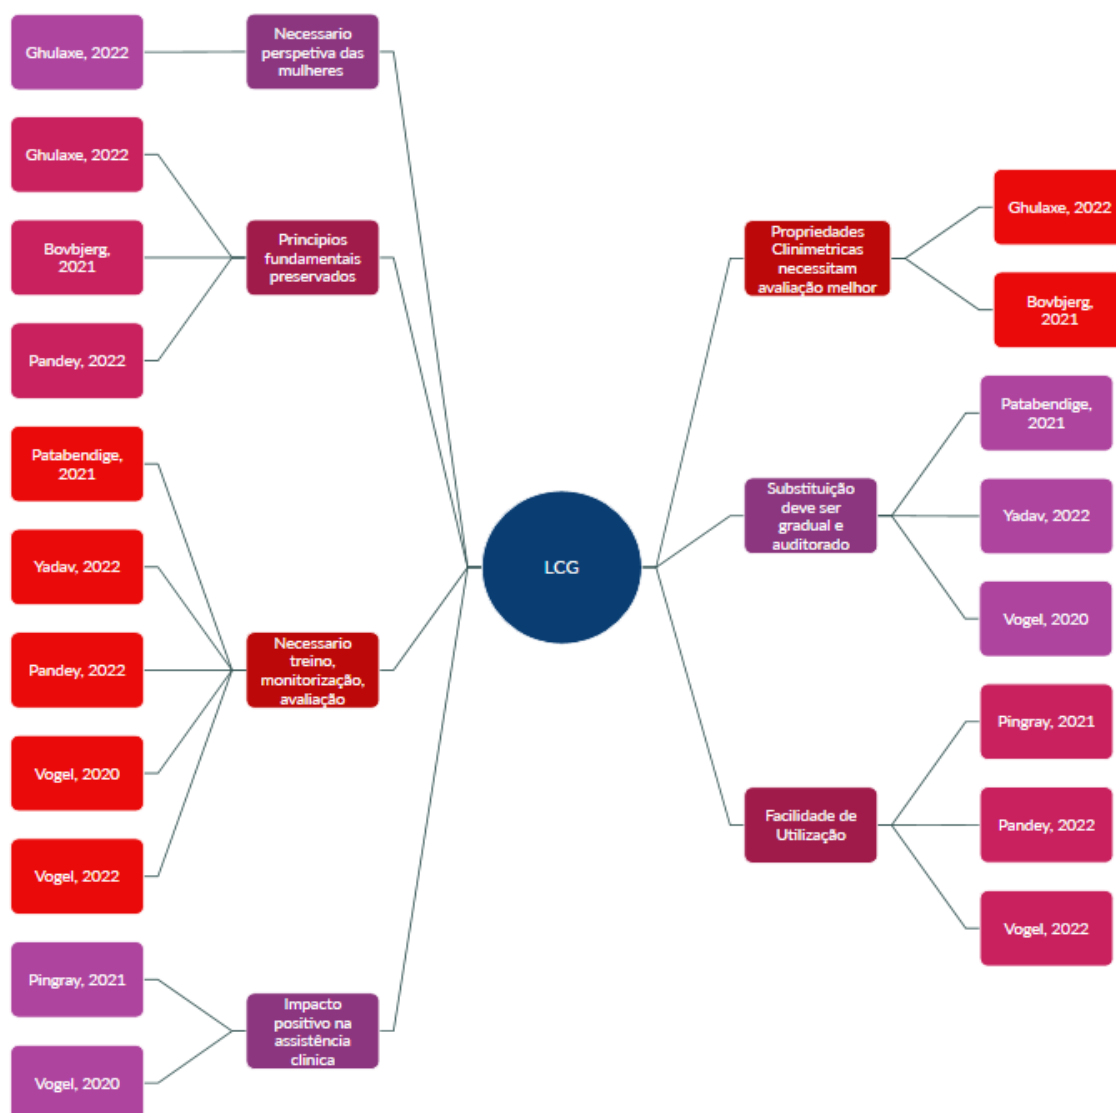 Ghulaxe, 2022
Necessario
perspetiva das
mulheres
Ghulaxe, 2022
Bovbjerg,
2021
Pandey, 2022
Principios
fundamentais
preservados
Patabendige,
2021
Yadav, 2022
Pandey, 2022
Vogel, 2020
Vogel, 2022
Necessario
treino,
monitorização,
avaliação
Pingray, 2021
Vogel, 2020
Impacto
positivo na
assistência
clinica
LCG
Propriedades
Clinimetricas
necessitam
avaliação melhor
Ghulaxe, 2022
Bovbjerg,
2021
Substituição
deve ser
gradual e
auditorado
Patabendige,
2021
Yadav, 2022
Vogel, 2020
Facilidade de
Utilização
Pingray, 2021
Pandey, 2022
Vogel, 2022